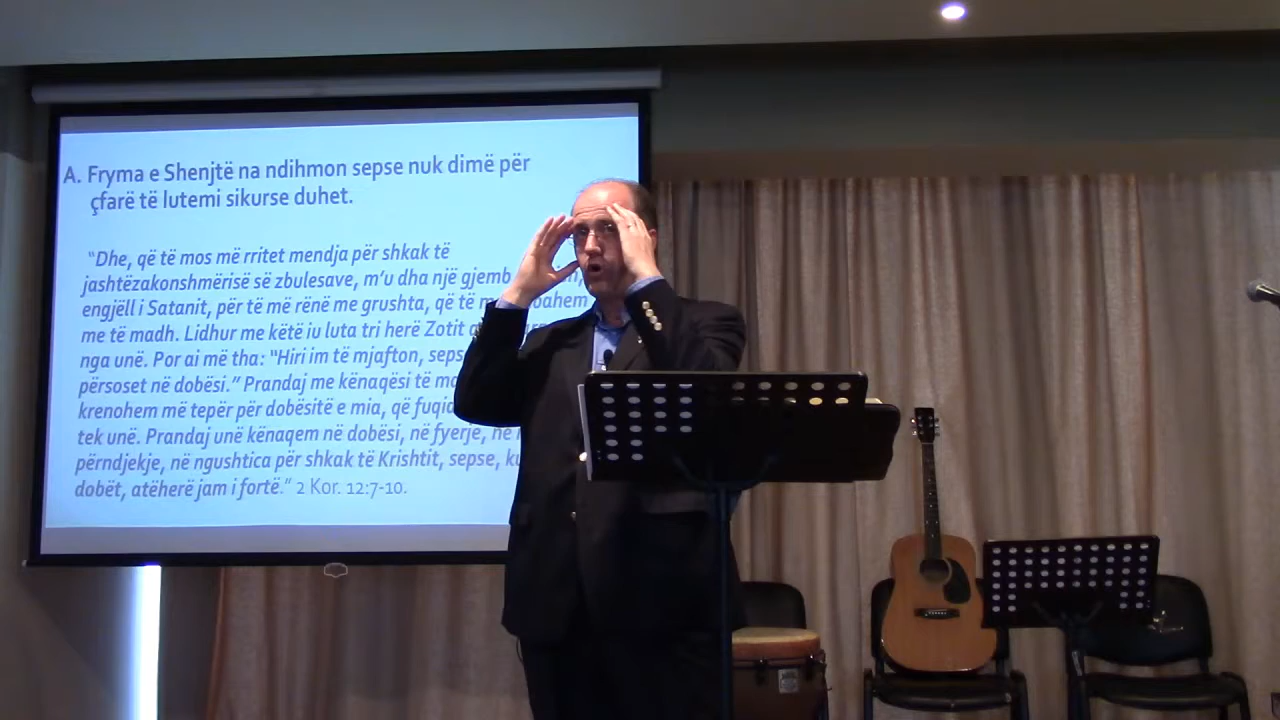 A. Fryma e Shenjtë na ndihmon sepse nuk dimë për
çfarë të lutemi sikurse duhet.
“Dhe, që të mos më rritet mendja për shkak të
jashtëzakonshmërisë së zbulesave, m’u dha një gjemb
engjëll i Satanit, për të më rënë me grushta, që të
me të madh. Lidhur me këtë iu luta tri herë Zotit
nga unë. Por ai më tha: “Hiri im të mjafton,
përsoset në dobësi.” Prandaj me kënaqësi të
krenohem më tepër për dobësitë e mia, që
tek unë. Prandaj unë kënaqem në dobësi, në fyerje,
përndjekje, në ngushtica për shkak të Krishtit, sepse,
dobët, atëherë jam i fortë.” 2 Kor. 12:7-10.